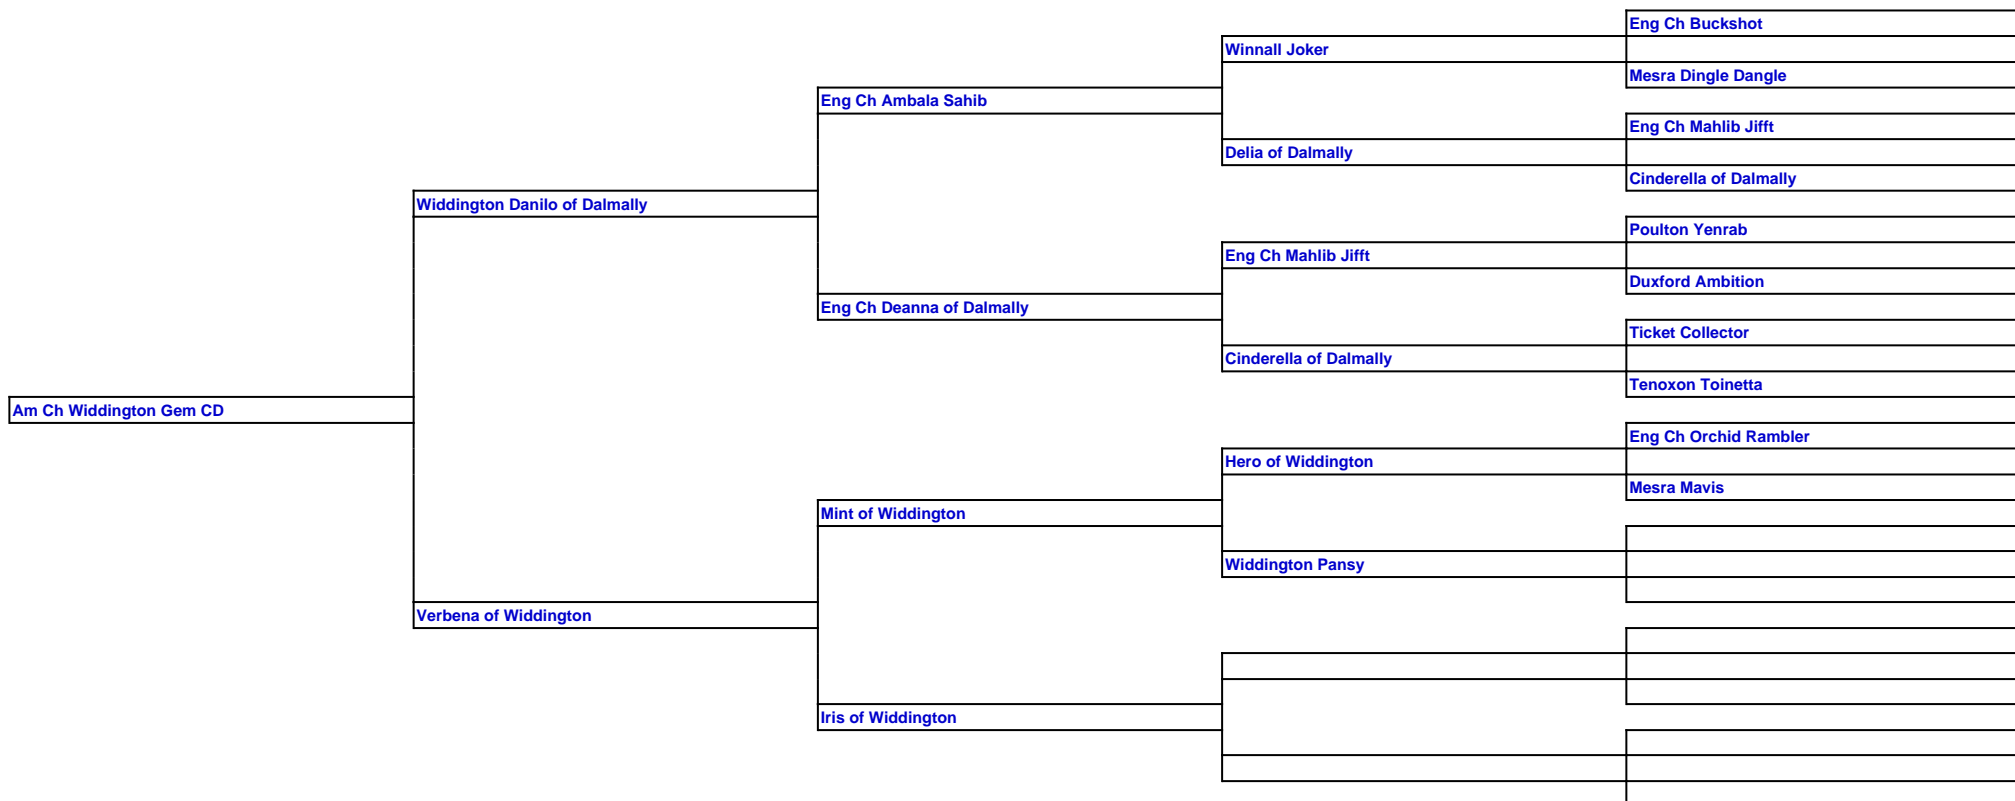 Eng Ch Buckshot
Winnall Joker
Mesra Dingle Dangle
Eng Ch Ambala Sahib
Eng Ch Mahlib Jifft
Delia of Dalmally
Cinderella of Dalmally
Widdington Danilo of Dalmally
Poulton Yenrab
Eng Ch Mahlib Jifft
Duxford Ambition
Eng Ch Deanna of Dalmally
Ticket Collector
Cinderella of Dalmally
Tenoxon Toinetta
Am Ch Widdington Gem CD
Eng Ch Orchid Rambler
Hero of Widdington
Mesra Mavis
Mint of Widdington
Widdington Pansy
Verbena of Widdington
Iris of Widdington